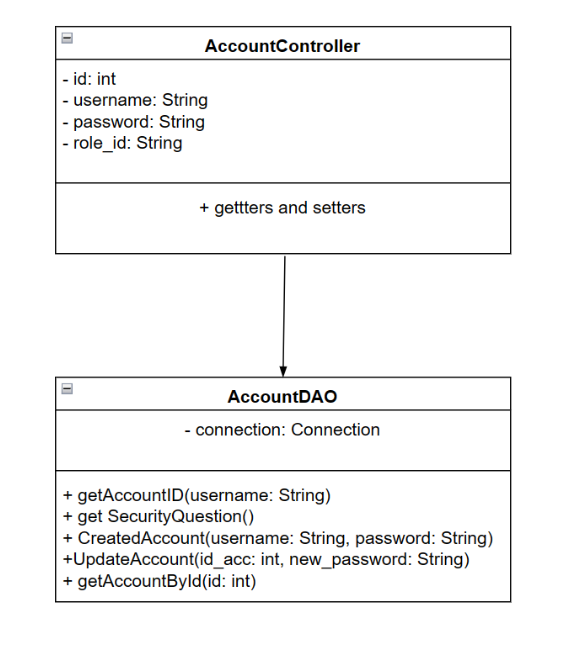 AccountController
- id: int
- username: String
- password: String
- role_id: String
+ gettters and setters
AccountDAO
- connection: Connection
+ getAccountID(username: String)
+ get SecurityQuestion()
+ CreatedAccount(username: String, password: String)
+UpdateAccount(id_acc: int, new_password: String)
+ getAccountById(id: int)